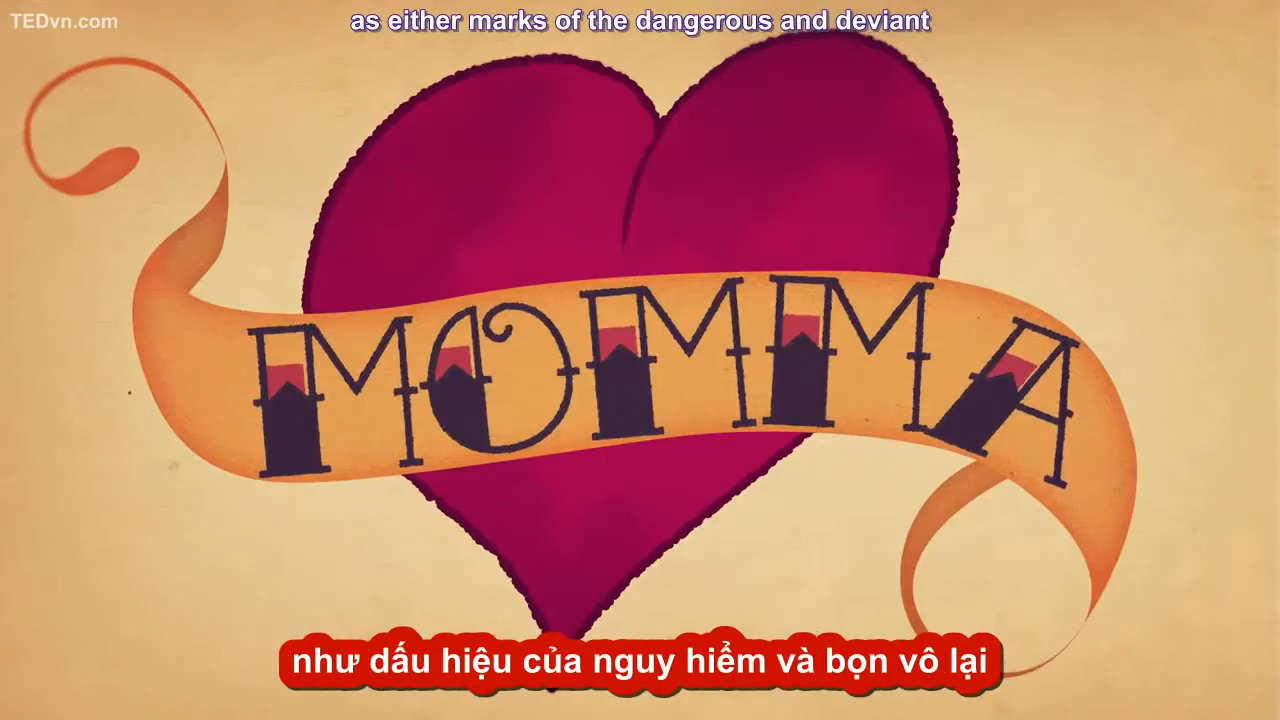 TEDvn.com
as either marks of the dangerous and deviant
MOMMA
như dấu hiệu của nguy hiểm và bọn vô lại